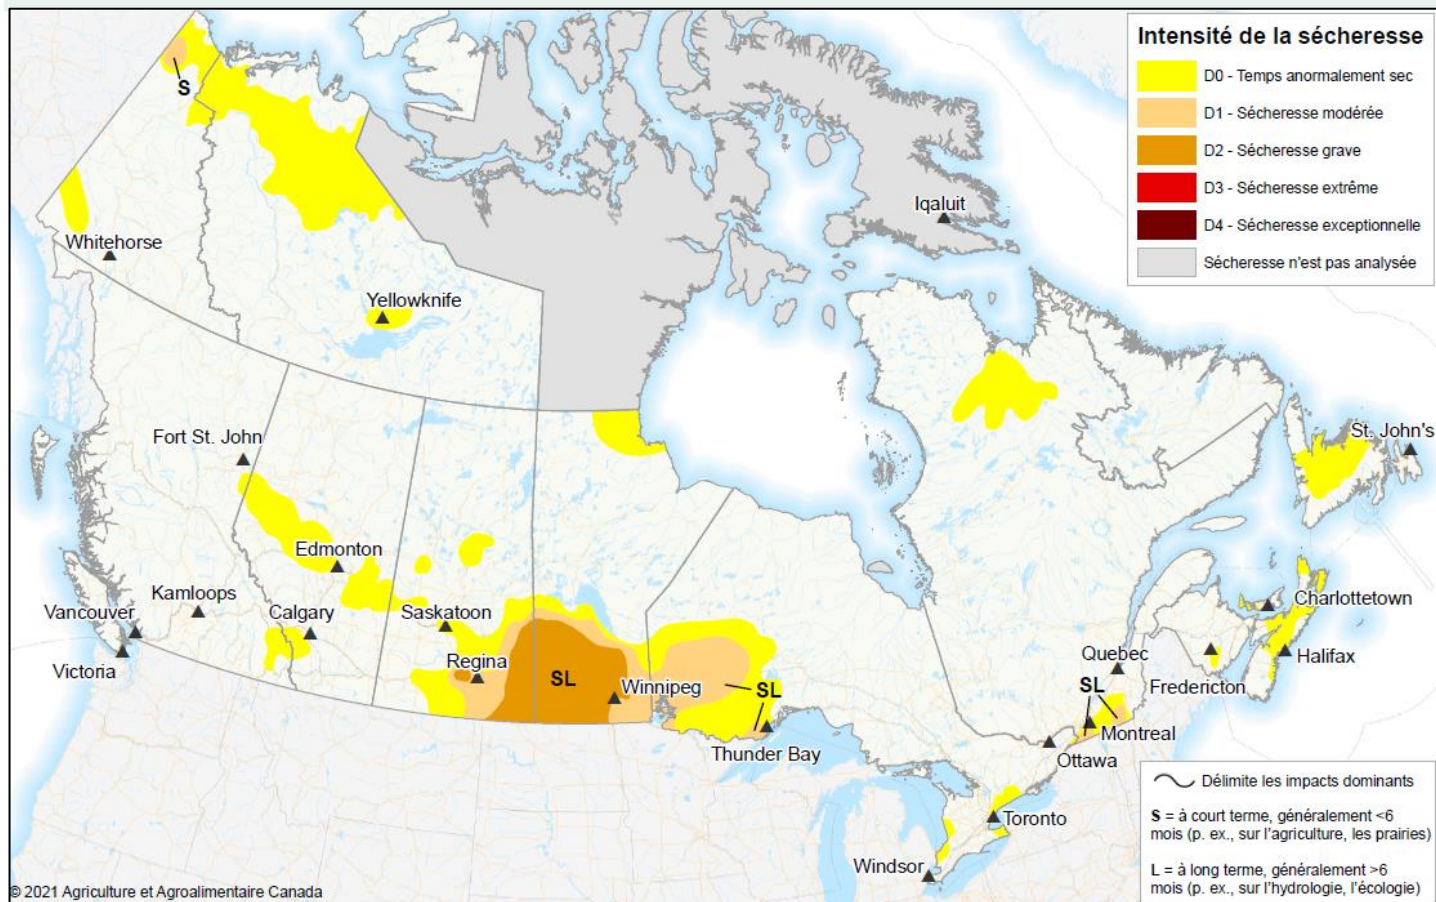 Intensité de la sécheresse
D0 - Temps anormalement sec
D1 - Sécheresse modérée
D2 - Sécheresse grave
D3 - Sécheresse extrême
D4 - Sécheresse exceptionnelle
Sécheresse n'est pas analysée
S
Iqaluit
Whitehorse
Yellowknife
Fort St. John
St. John's
Edmonton
Kamloops
Vancouver
Calgary
Saskatoon
Charlottetown
Victoria
Regina
SL
Winnipeg
SL
Quebec
Halifax
SL
Fredericton
Montreal
Thunder Bay
Ottawa
Toronto
Windsor
Délimite les impacts dominants
S = à court terme, généralement <6
mois (p. ex., sur l'agriculture, les prairies)
L = à long terme, généralement >6
mois (p. ex., sur l'hydrologie, l'écologie)
© 2021 Agriculture et Agroalimentaire Canada